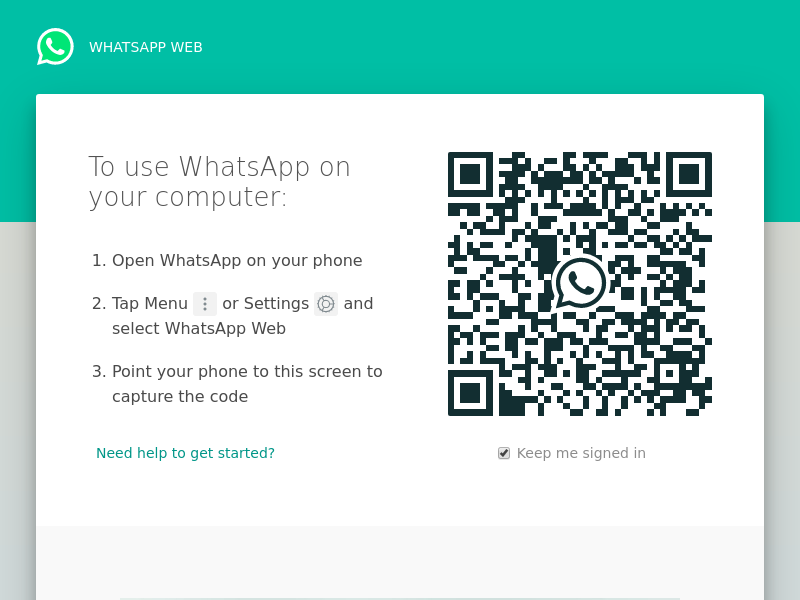 WHATSAPP WEB
To use WhatsApp on
your computer:
1. Open WhatsApp on your phone
2. Tap Menu or Settings and
select WhatsApp Web
3. Point your phone to this screen to
capture the code
Need help to get started?
Keep me signed in